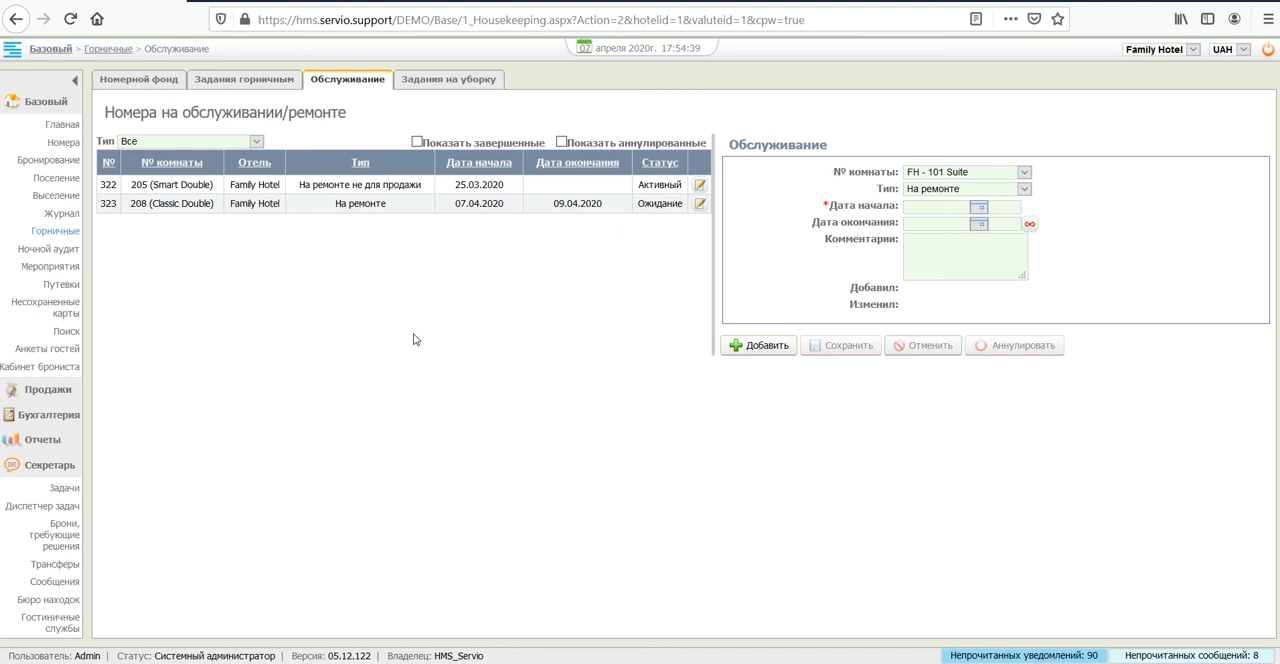 https://hms.servio.support/DEMO/Base/1_Housekeeping.aspx?Action=2&hotelid=1&valuteid=1&cpw=true
Базовый > Горничные > Обслуживание
07 апреля 2020г. 17:54:39
Family Hotel
UAH
Базовый
Главная
Номера
Бронирование
Поселение
Выселение
Журнал
Горничные
Ночной аудит
Мероприятия
Путевки
Несохраненные
карты
Поиск
Анкеты гостей
Кабинет брониста
Продажи
Бухгалтерия
Отчеты
Секретарь
Задачи
Диспетчер задач
Брони,
требующие
решения
Трансферы
Сообщения
Бюро находок
Гостиничные
службы
Номерной фонд
Задания горничным
Обслуживание
Задания на уборку
Номера на обслуживании/ремонте
Тип Все
Показать завершенные
Показать аннулированные
№ № комнаты Отель Тип Дата начала Дата окончания Статус
322 205 (Smart Double) Family Hotel На ремонте не для продажи 25.03.2020 Активный
323 208 (Classic Double) Family Hotel На ремонте 07.04.2020 09.04.2020 Ожидание
Обслуживание
№ комнаты: FH - 101 Suite
Тип: На ремонте
*Дата начала:
Дата окончания:
Комментарии:
Добавил:
Изменил:
Добавить
Сохранить
Отменить
Аннулировать
Пользователь: Admin | Статус: Системный администратор | Версия: 05.12.122 | Владелец: HMS_Servio
Непрочитанных уведомлений: 90
Непрочитанных сообщений: 8